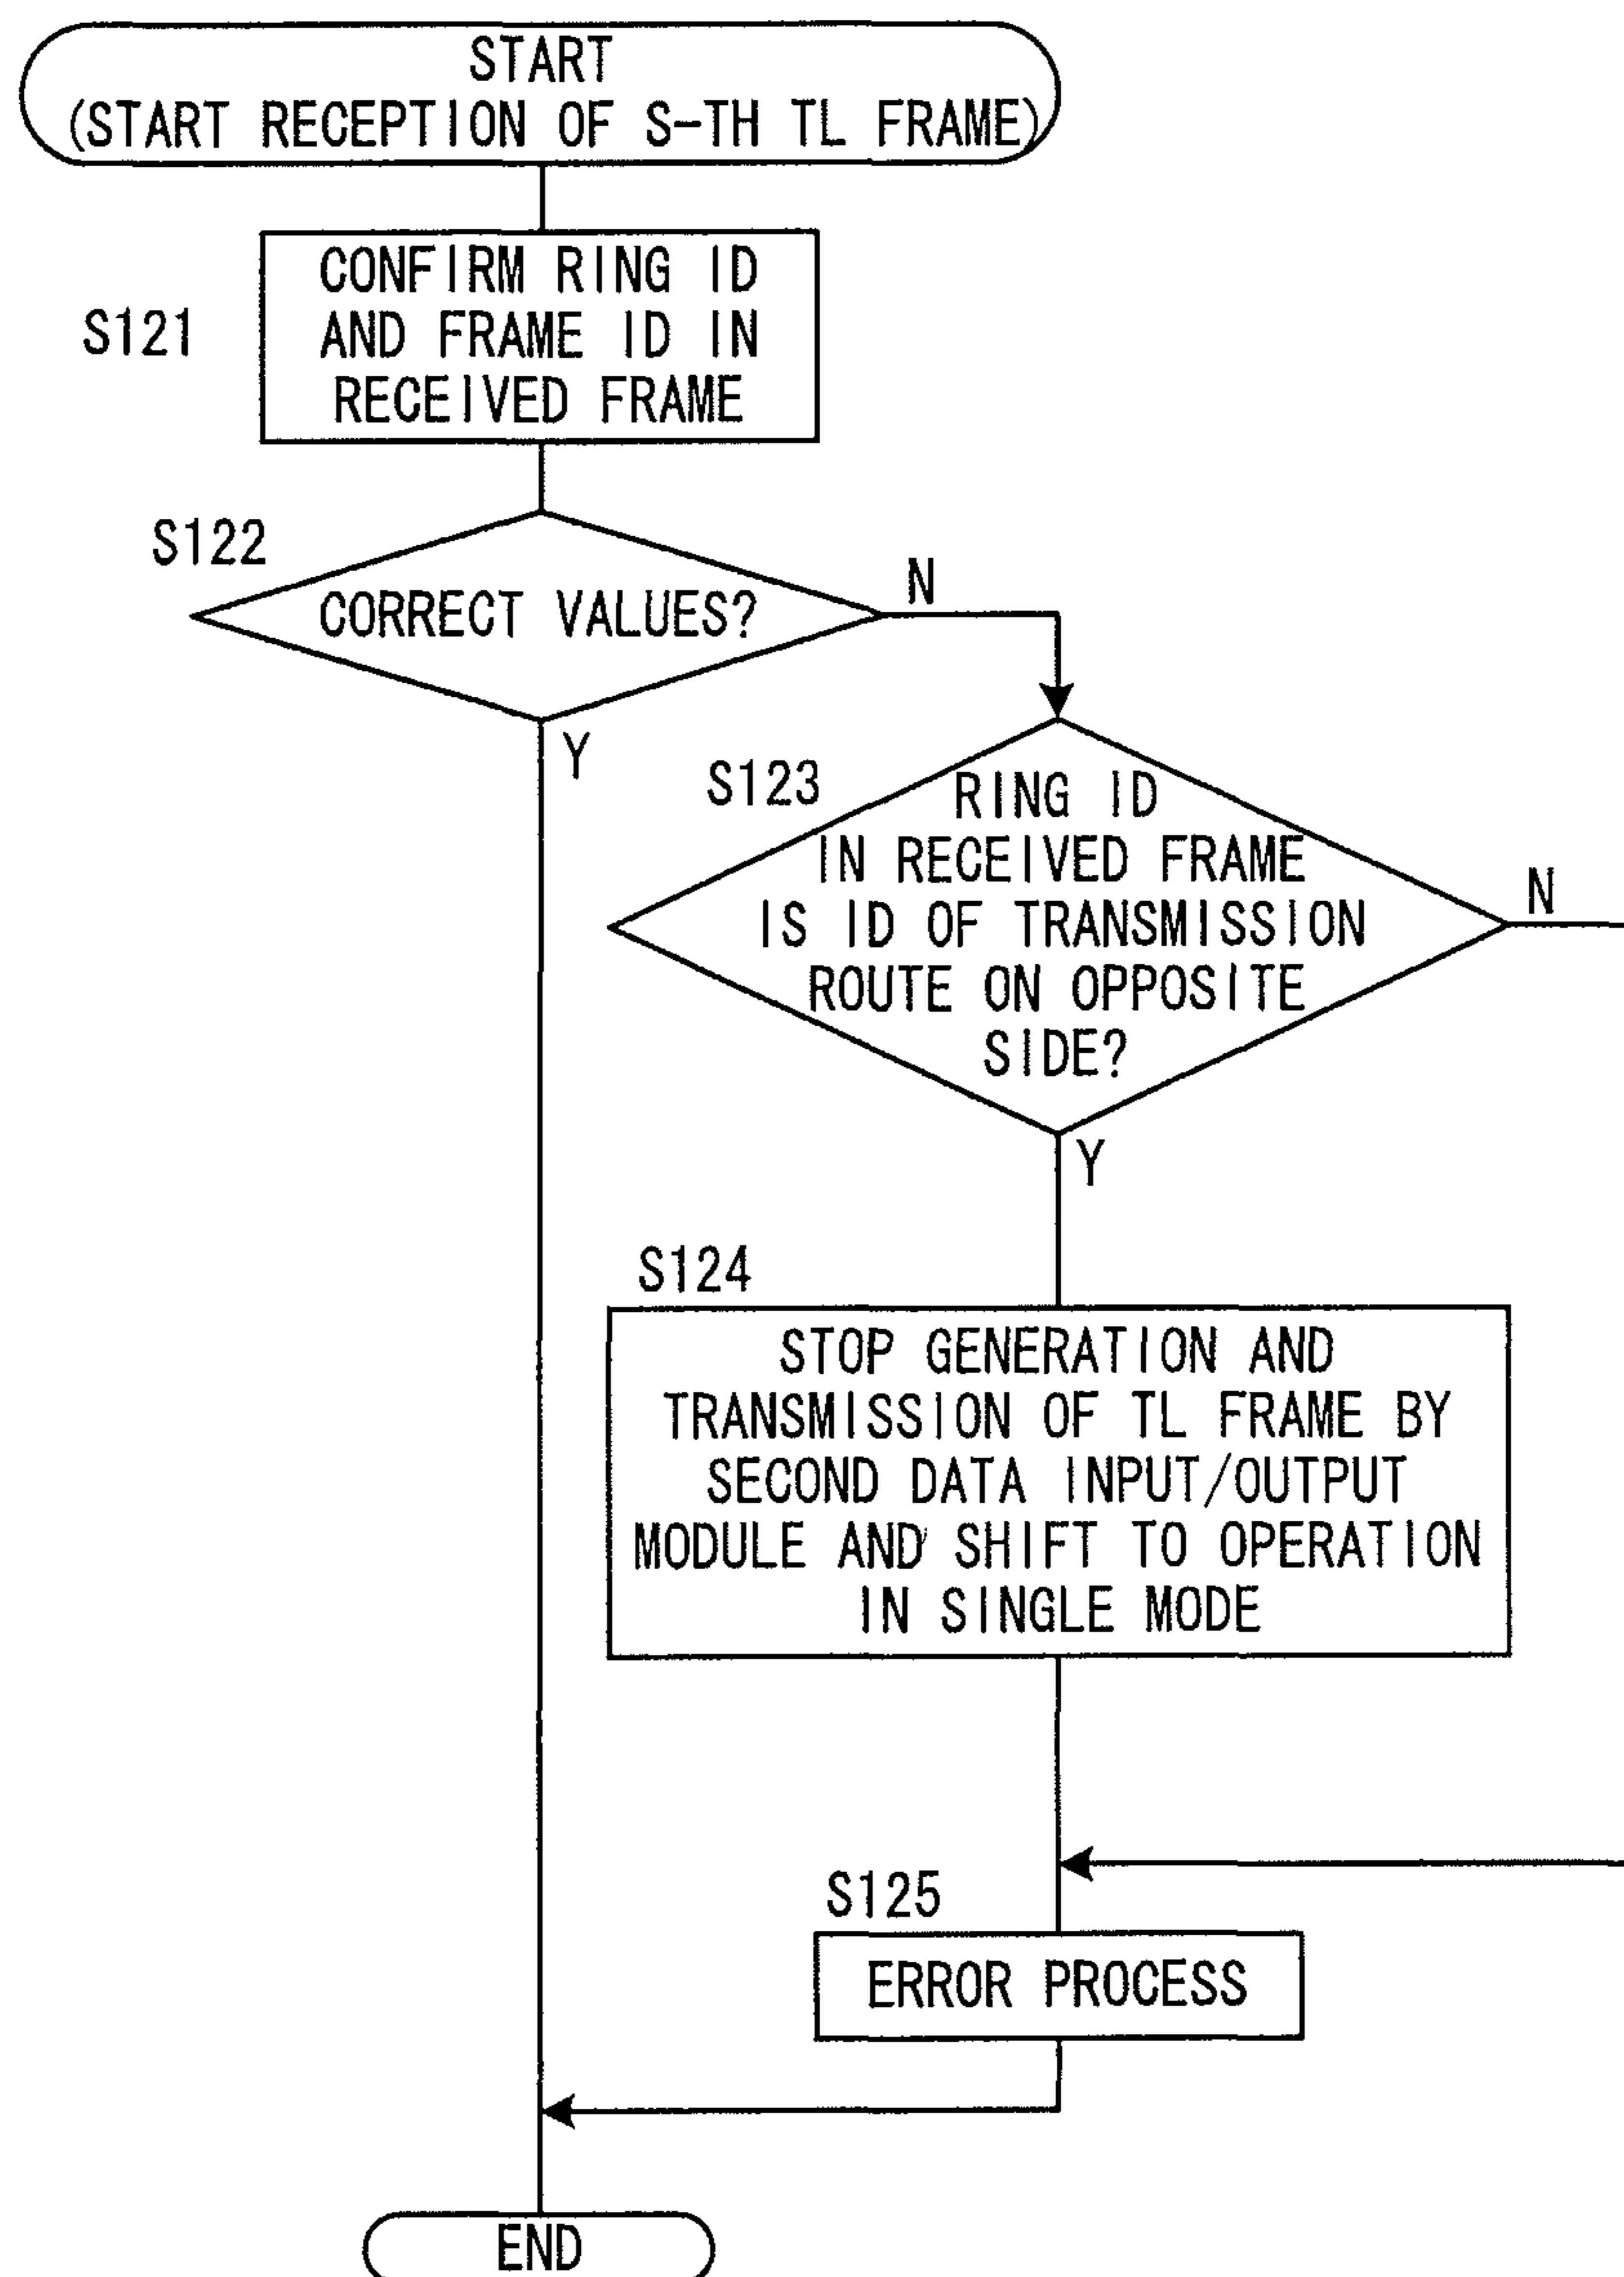 START
(START RECEPTION OF S-TH TL FRAME)
S121
CONFIRM RING ID
AND FRAME ID IN
RECEIVED FRAME
S122
CORRECT VALUES?
N
Y
S123
RING ID
IN RECEIVED FRAME
IS ID OF TRANSMISSION
ROUTE ON OPPOSITE
SIDE?
N
Y
S124
STOP GENERATION AND
TRANSMISSION OF TL FRAME BY
SECOND DATA INPUT/OUTPUT
MODULE AND SHIFT TO OPERATION
IN SINGLE MODE
S125
ERROR PROCESS
END